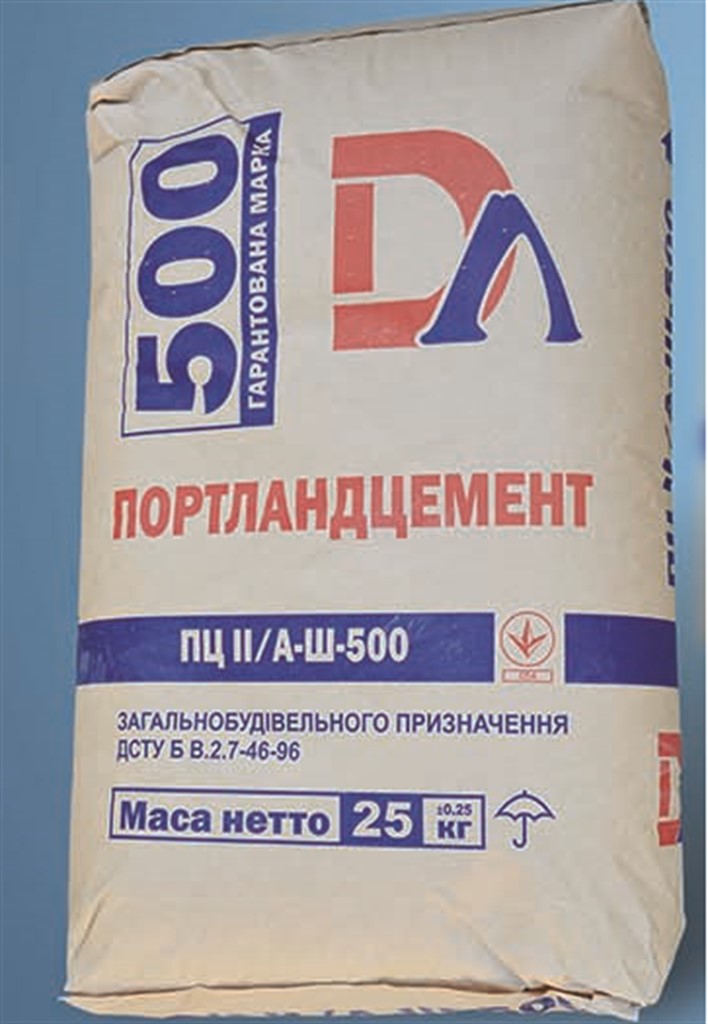 500
ГАРАНТОВАНА МАРКА
DΛ
ПОРТЛАНДЦЕМЕНТ
ПЦ II/А-Ш-500
ЗАГАЛЬНОБУДІВЕЛЬНОГО ПРИЗНАЧЕННЯ
ДСТУ Б В.2.7-46-96
Маса нетто 25 ±0.25 кг